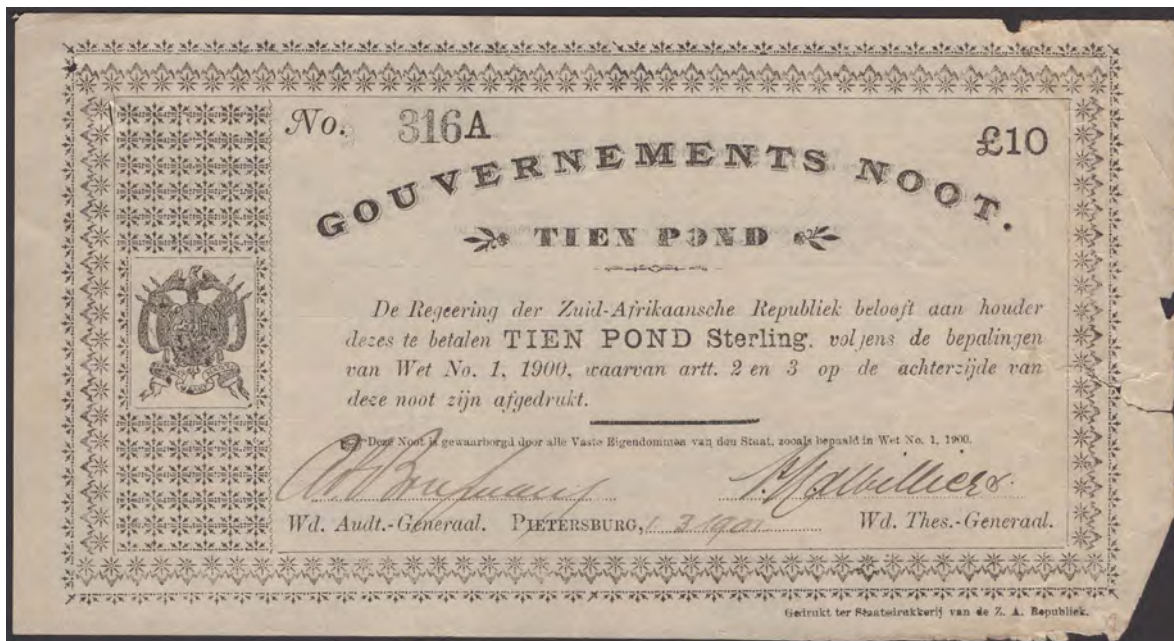 No. 316A £10
GOUVERNEMENTS NOOT.
TIEN POND
De Regeering der Zuid-Afrikaansche Republiek belooft aan houder
dezes te betalen TIEN POND Sterling, volgens de bepalingen
van Wet No. 1, 1900, waarvan artt. 2 en 3 op de achterzijde van
deze noot zijn afgedrukt.
Deze Noot is gewaarborgd door alle Vaste Eigendommen van den Staat, zooals bepaald in Wet No. 1, 1900.
Wd. Audt.-Generaal. PIETERSBURG, 1. 3. 1901 Wd. Thes.-Generaal.
Gedrukt ter Staatsdrukkerij van de Z. A. Republiek.